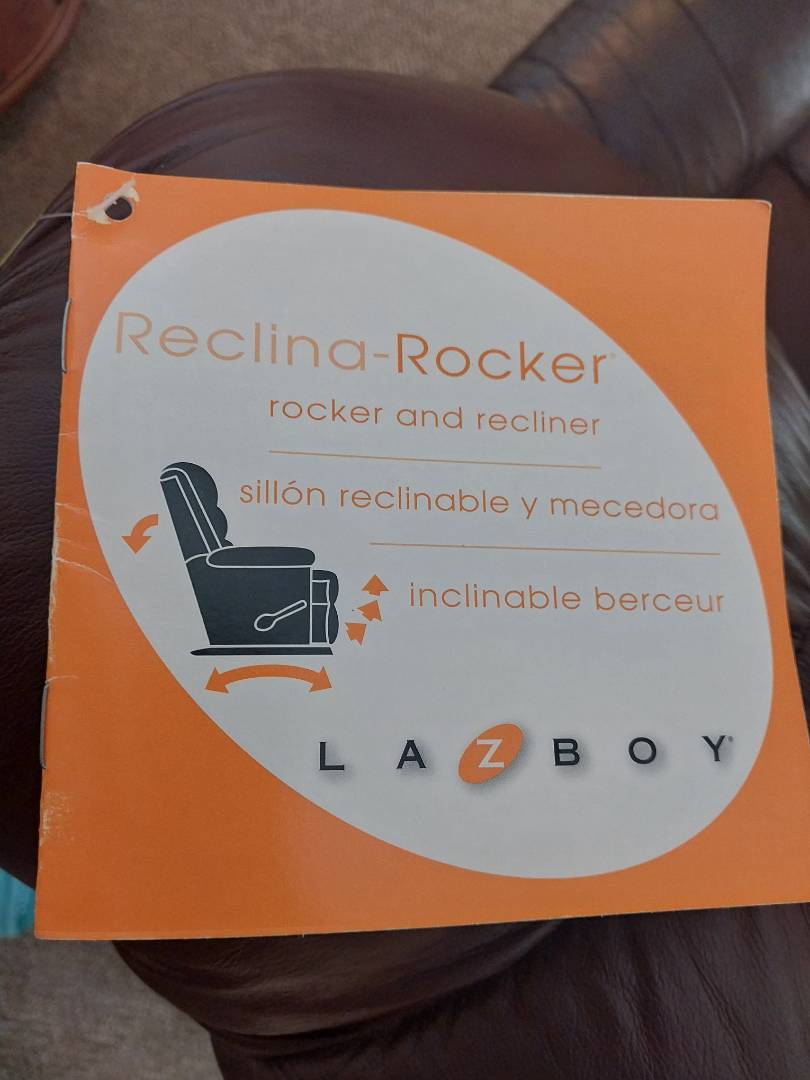 Reclina-Rocker®
rocker and recliner
sillón reclinable y mecedora
inclinable berceur
LAZBOY®